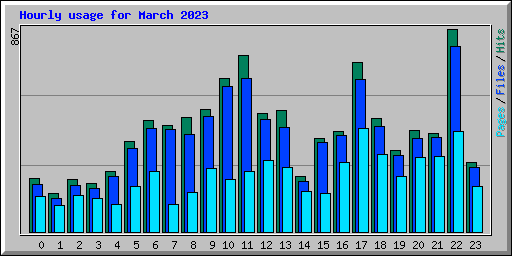 Hourly usage for March 2023
867
Pages/Files/Hits
0 1 2 3 4 5 6 7 8 9 10 11 12 13 14 15 16 17 18 19 20 21 22 23